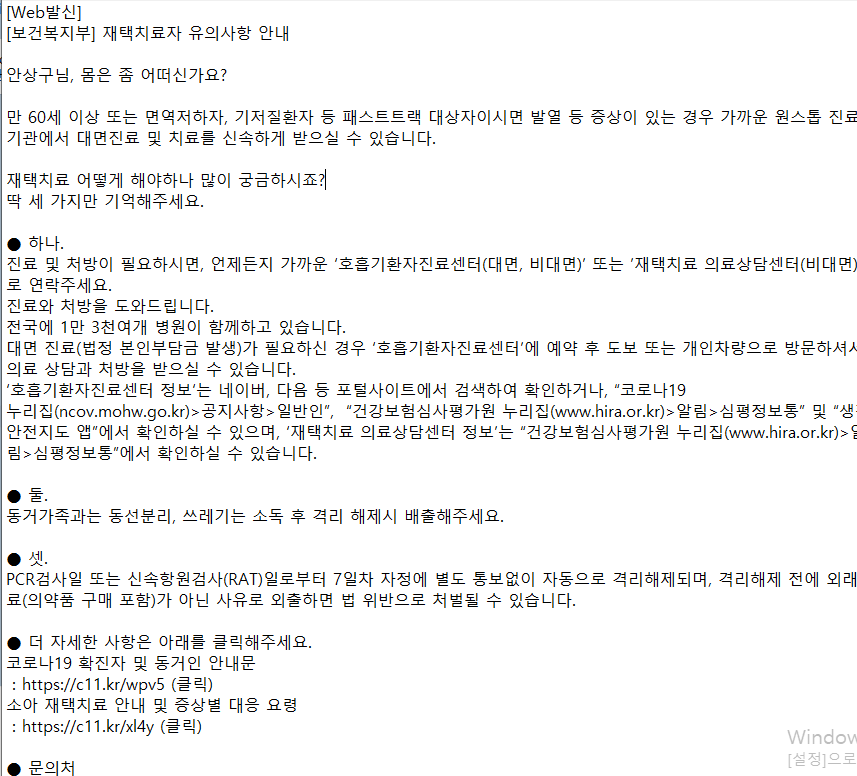 [Web발신]
[보건복지부] 재택치료자 유의사항 안내
안상구님, 몸은 좀 어떠신가요?
만 60세 이상 또는 면역저하자, 기저질환자 등 패스트트랙 대상자이시면 발열 등 증상이 있는 경우 가까운 원스톱 진료
기관에서 대면진료 및 치료를 신속하게 받으실 수 있습니다.
재택치료 어떻게 해야하나 많이 궁금하시죠?
딱 세 가지만 기억해주세요.
● 하나.
진료 및 처방이 필요하시면, 언제든지 가까운 ‘호흡기환자진료센터(대면, 비대면)’ 또는 ’재택치료 의료상담센터(비대면)
로 연락주세요.
진료와 처방을 도와드립니다.
전국에 1만 3천여개 병원이 함께하고 있습니다.
대면 진료(법정 본인부담금 발생)가 필요하신 경우 ‘호흡기환자진료센터’에 예약 후 도보 또는 개인차량으로 방문하셔서
의료 상담과 처방을 받으실 수 있습니다.
’호흡기환자진료센터 정보‘는 네이버, 다음 등 포털사이트에서 검색하여 확인하거나, “코로나19
누리집(ncov.mohw.go.kr)>공지사항>일반인”, “건강보험심사평가원 누리집(www.hira.or.kr)>알림>심평정보통” 및 “생
안전지도 앱”에서 확인하실 수 있으며, ’재택치료 의료상담센터 정보’는 “건강보험심사평가원 누리집(www.hira.or.kr)>알
림>심평정보통”에서 확인하실 수 있습니다.
● 둘.
동거가족과는 동선분리, 쓰레기는 소독 후 격리 해제시 배출해주세요.
● 셋.
PCR검사일 또는 신속항원검사(RAT)일로부터 7일차 자정에 별도 통보없이 자동으로 격리해제되며, 격리해제 전에 외래
료(의약품 구매 포함)가 아닌 사유로 외출하면 법 위반으로 처벌될 수 있습니다.
● 더 자세한 사항은 아래를 클릭해주세요.
코로나19 확진자 및 동거인 안내문
: https://c11.kr/wpv5 (클릭)
소아 재택치료 안내 및 증상별 대응 요령
: https://c11.kr/xl4y (클릭)
Window
[설정]으로
● 문의처